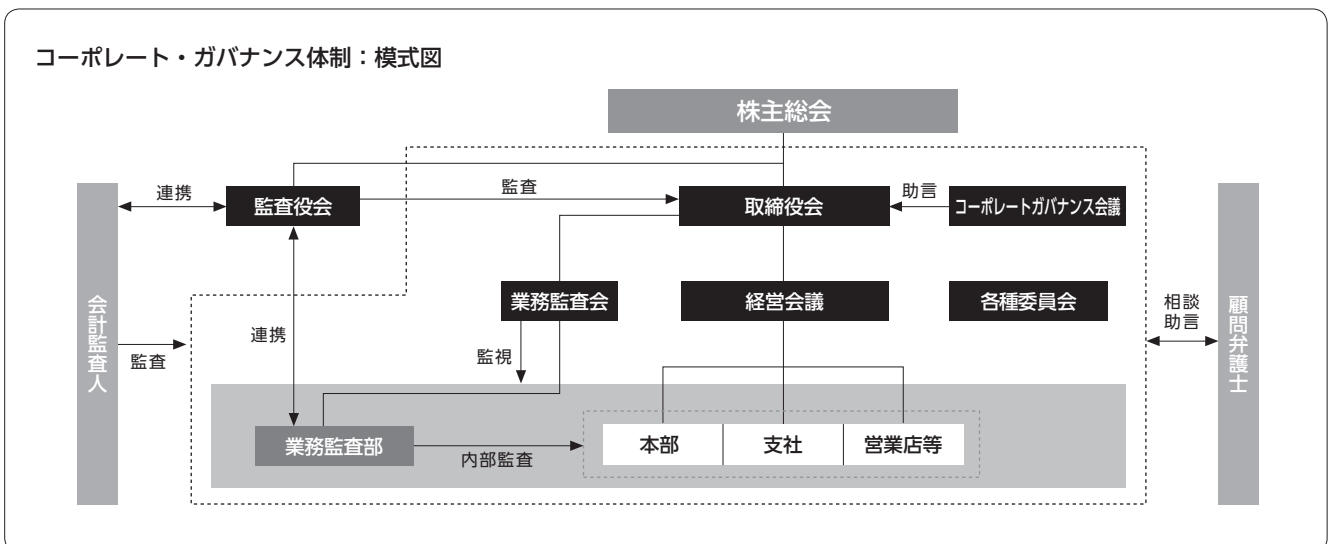 コーポレート・ガバナンス体制：模式図
株主総会
連携
監査役会
監査
取締役会
助言
コーポレートガバナンス会議
会計監査人
監査
連携
業務監査会
監視
経営会議
各種委員会
相談
助言
顧問弁護士
業務監査部
内部監査
本部
支社
営業店等